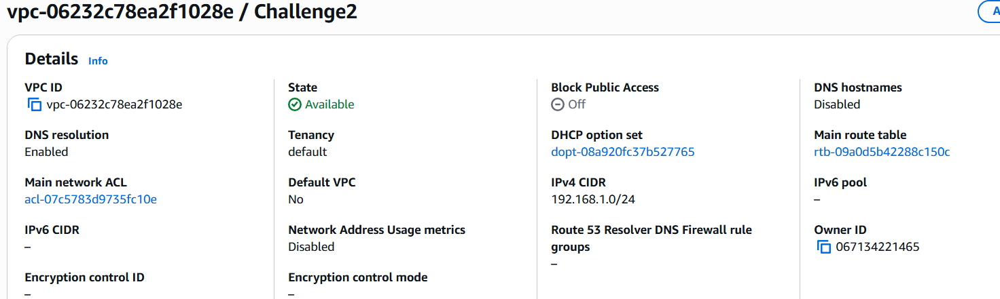 vpc-06232c78ea2f1028e / Challenge2
A
Details Info
VPC ID
vpc-06232c78ea2f1028e
State
Available
Block Public Access
Off
DNS hostnames
Disabled
DNS resolution
Enabled
Tenancy
default
DHCP option set
dopt-08a920fc37b527765
Main route table
rtb-09a0d5b42288c150c
Main network ACL
acl-07c5783d9735fc10e
Default VPC
No
IPv4 CIDR
192.168.1.0/24
IPv6 pool
–
IPv6 CIDR
–
Network Address Usage metrics
Disabled
Route 53 Resolver DNS Firewall rule
groups
–
Owner ID
067134221465
Encryption control ID
–
Encryption control mode
–